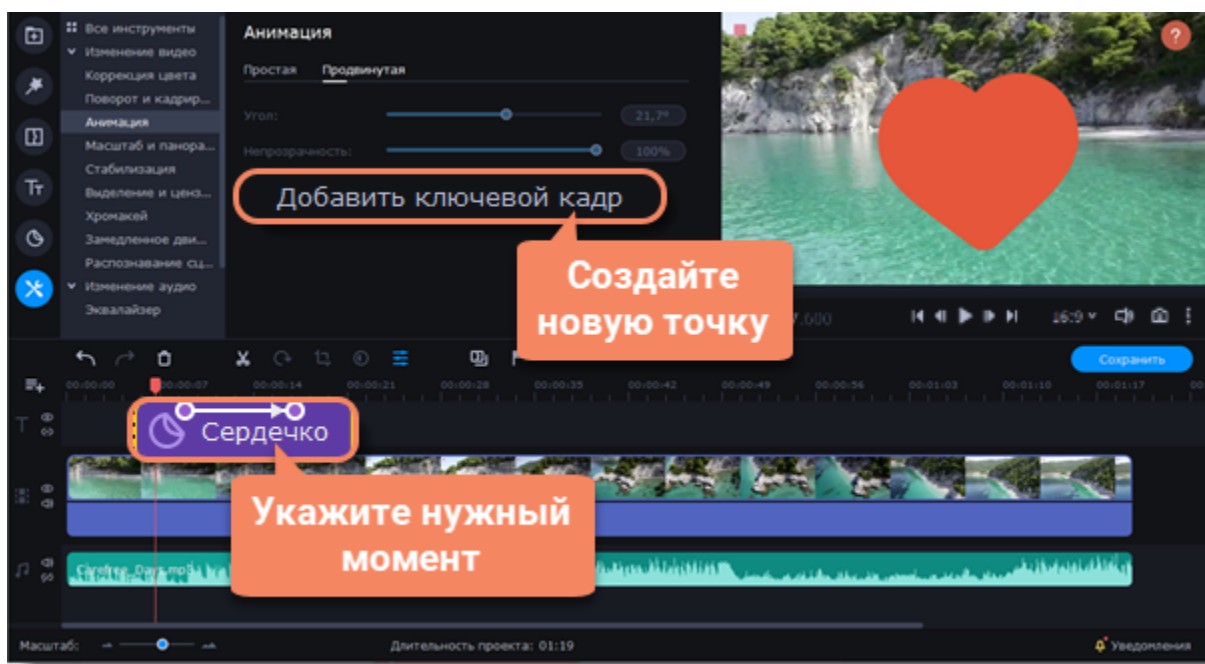 Все инструменты
Изменение видео
Коррекция цвета
Поворот и кадрир...
Анимация
Масштаб и панора...
Стабилизация
Выделение и ценз...
Хромакей
Замедленное дви...
Распознавание сц...
Изменение аудио
Эквалайзер
Анимация
Простая Продвинутая
Угол: 21,7°
Непрозрачность: 100%
Добавить ключевой кадр
Создайте
новую точку
?
.600
16:9
Сохранить
00:00:00 00:00:07 00:00:14 00:00:21 00:00:28 00:00:35 00:00:42 00:00:49 00:00:56 00:01:03 00:01:10 00:01:17 00
Сердечко
Укажите нужный
момент
Carefree_Days.mp3
Масштаб:
Длительность проекта: 01:19
Уведомления